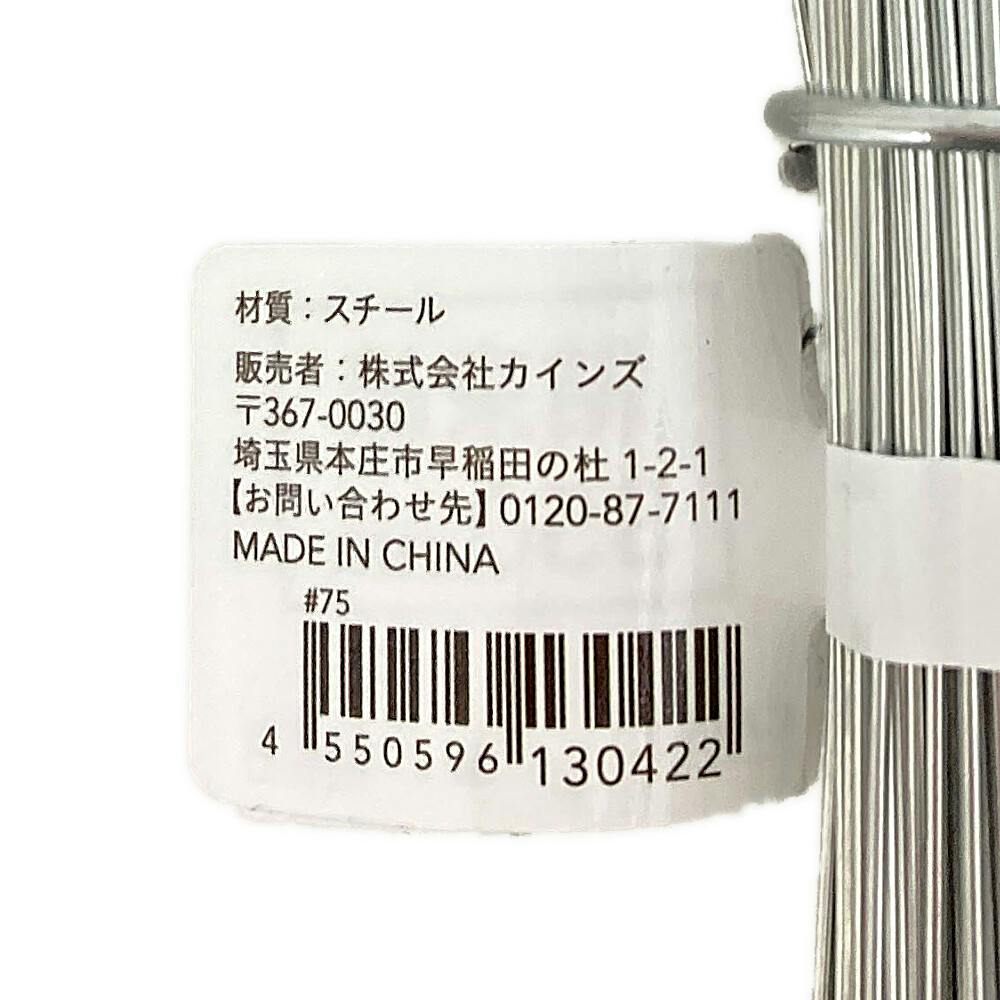 材質：スチール
販売者：株式会社カインズ
〒367-0030
埼玉県本庄市早稲田の杜 1-2-1
【お問い合わせ先】0120-87-7111
MADE IN CHINA
#75
4 550596 130422